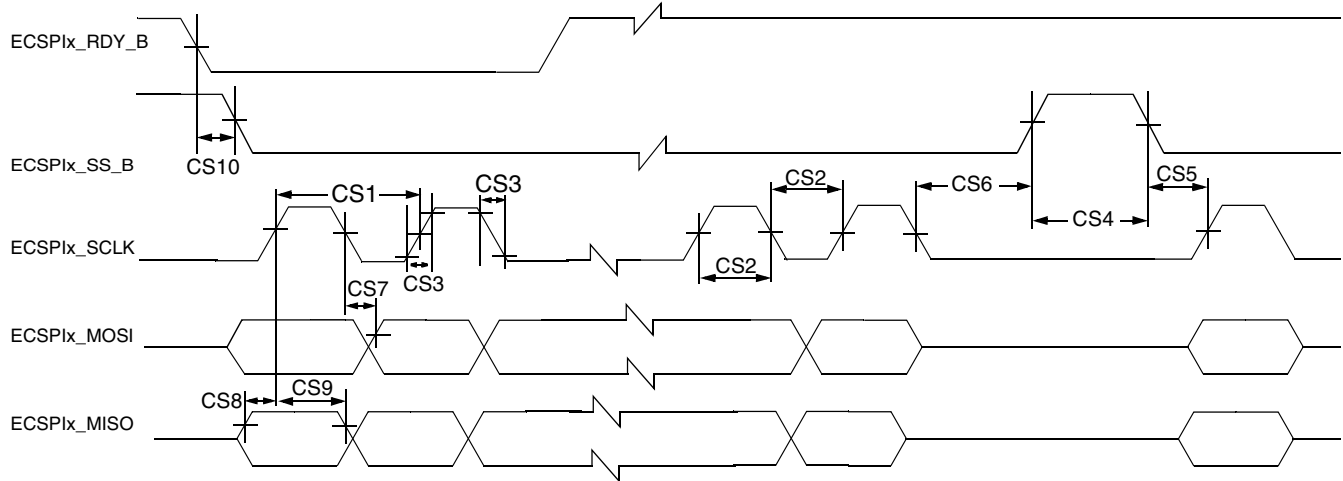 ECSPIx_RDY_B
CS10
ECSPIx_SS_B
CS1
CS3
CS2
CS6
CS5
CS4
ECSPIx_SCLK
CS3
CS2
CS7
ECSPIx_MOSI
CS8
CS9
ECSPIx_MISO